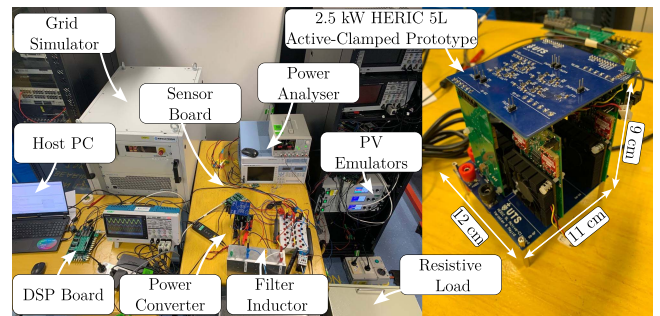 Grid
Simulator
2.5 kW HERIC 5L
Active-Clamped Prototype
Power
Analyser
Sensor
Board
Host PC
PV
Emulators
9 cm
UTS
UTS
12 cm
11 cm
DSP Board
Power
Converter
Filter
Inductor
Resistive
Load